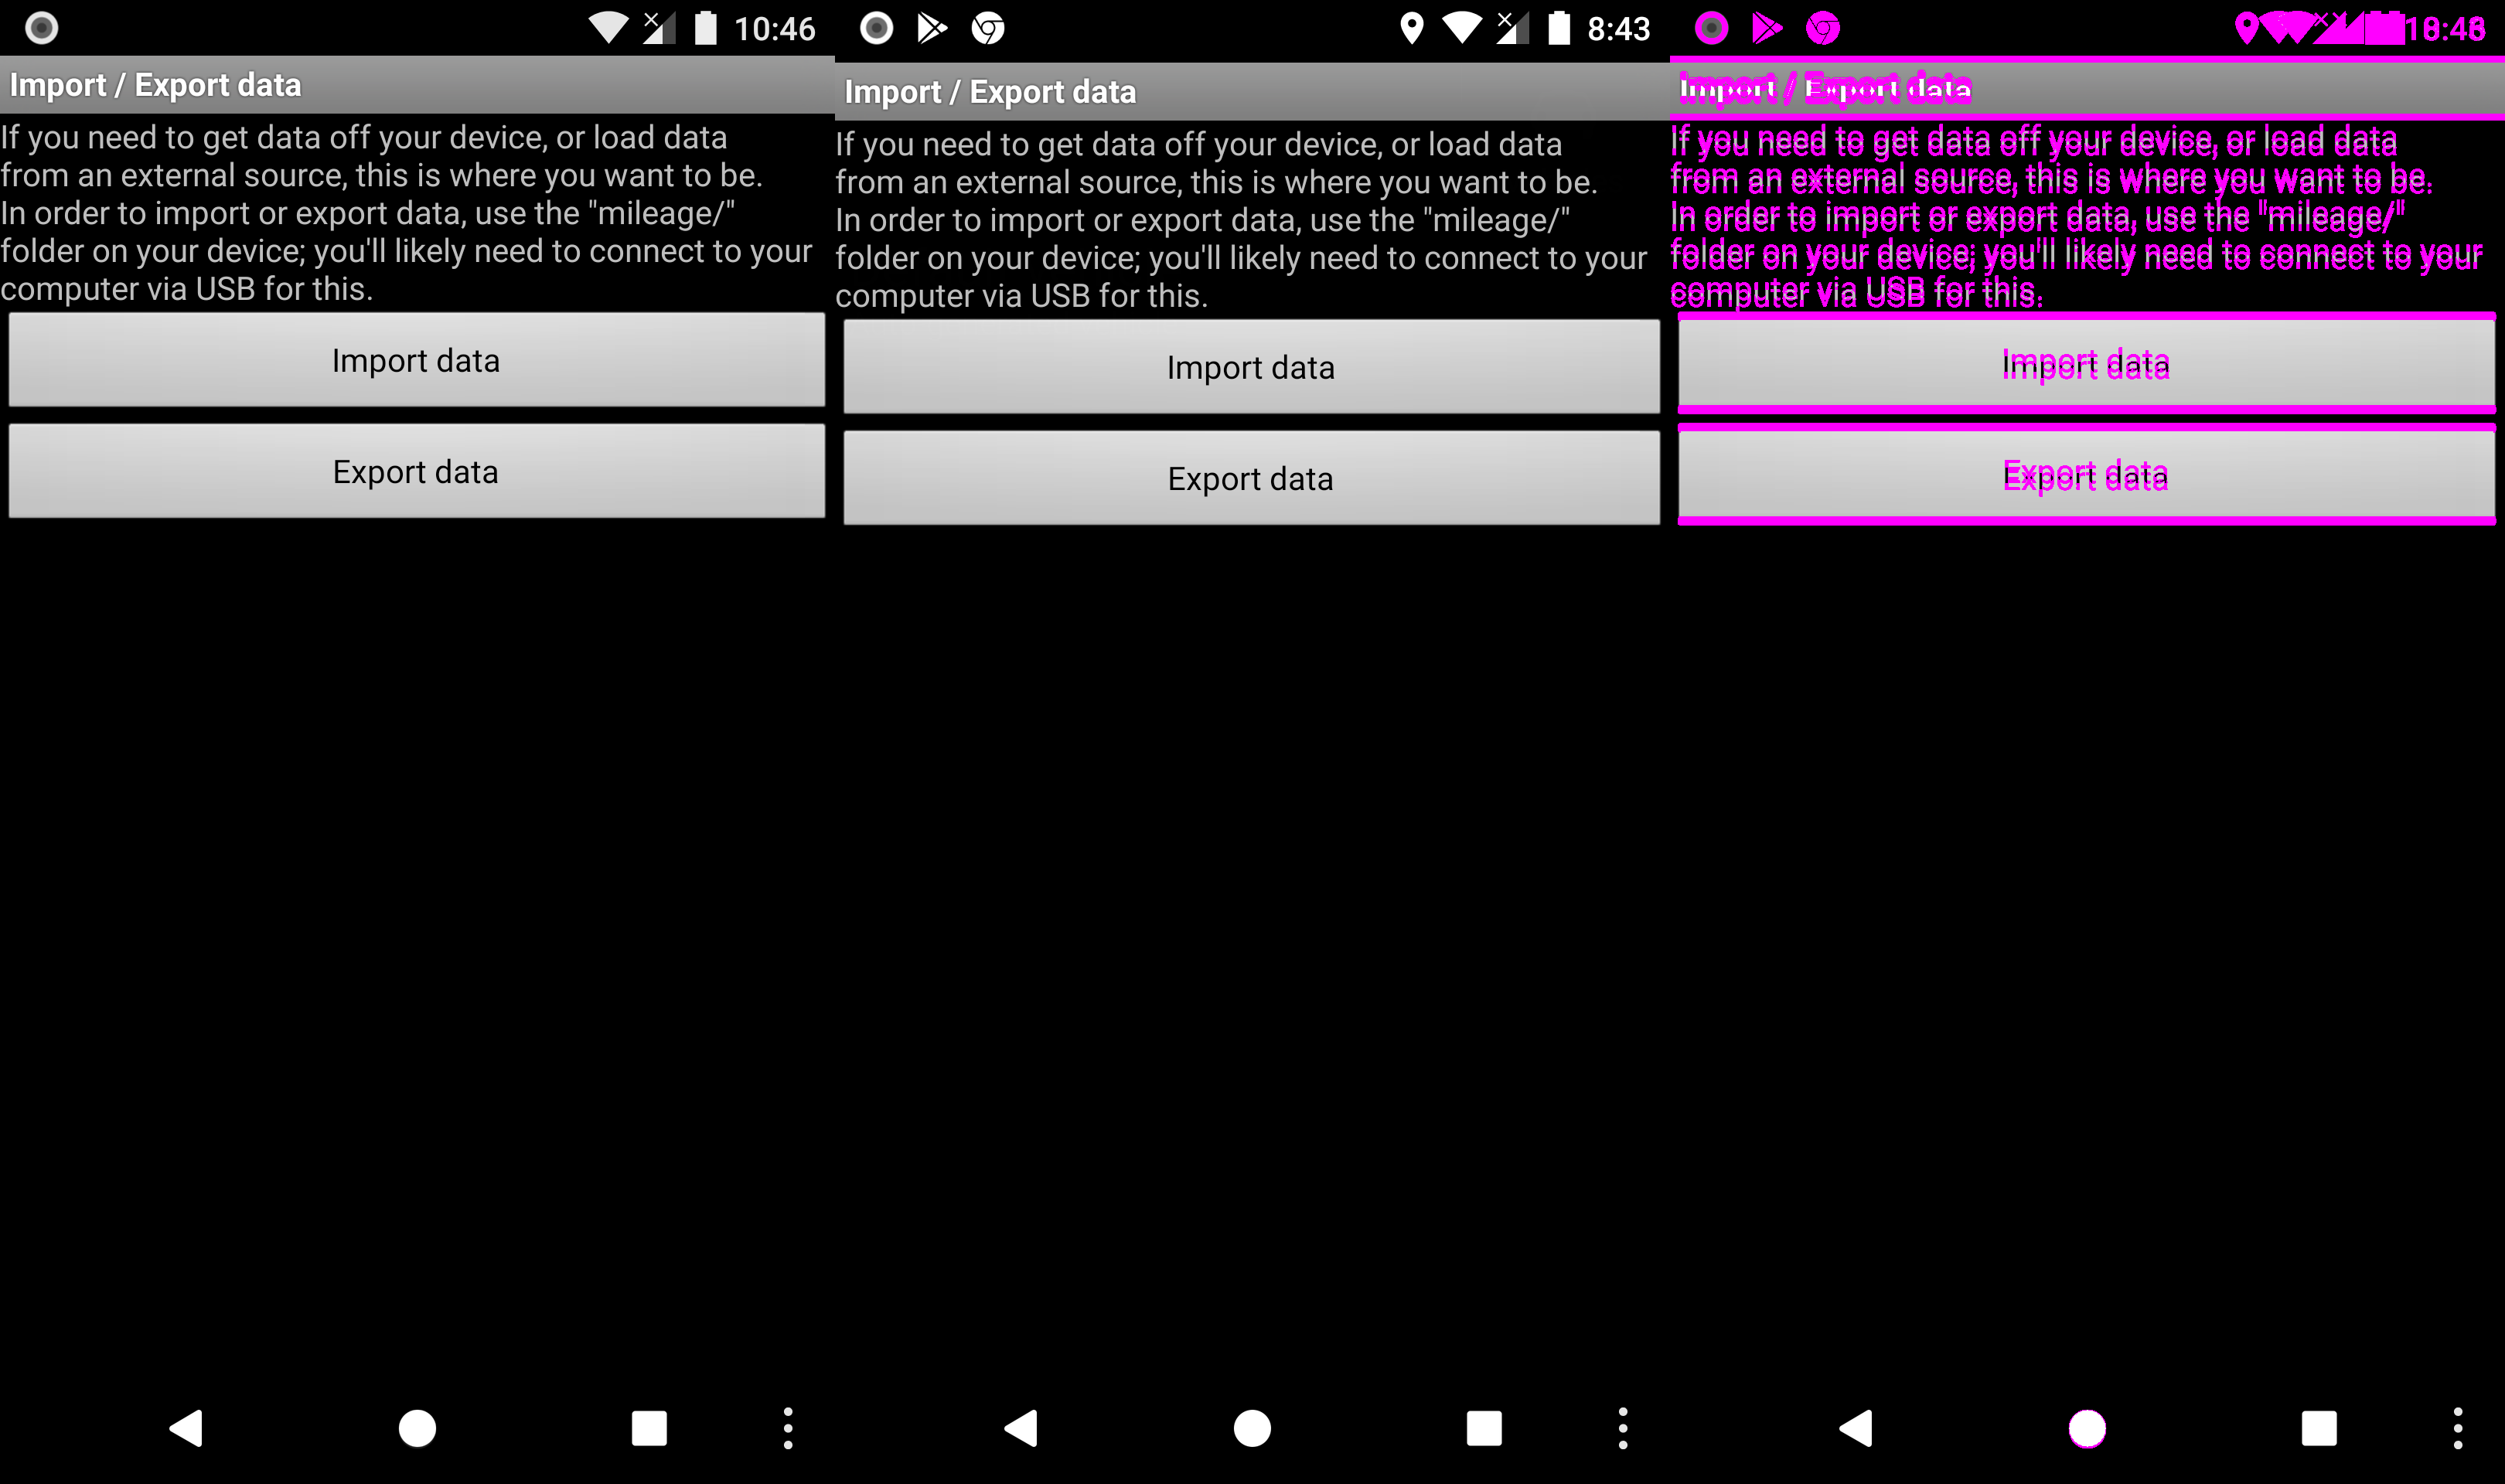 10:46
Import / Export data
If you need to get data off your device, or load data
from an external source, this is where you want to be.
In order to import or export data, use the "mileage/"
folder on your device; you'll likely need to connect to your
computer via USB for this.
Import data
Export data
8:43
Import / Export data
If you need to get data off your device, or load data
from an external source, this is where you want to be.
In order to import or export data, use the "mileage/"
folder on your device; you'll likely need to connect to your
computer via USB for this.
Import data
Export data
Import / Export data
If you need to get data off your device, or load data
from an external source, this is where you want to be.
In order to import or export data, use the "mileage/"
folder on your device; you'll likely need to connect to your
computer via USB for this.
Import data
Export data